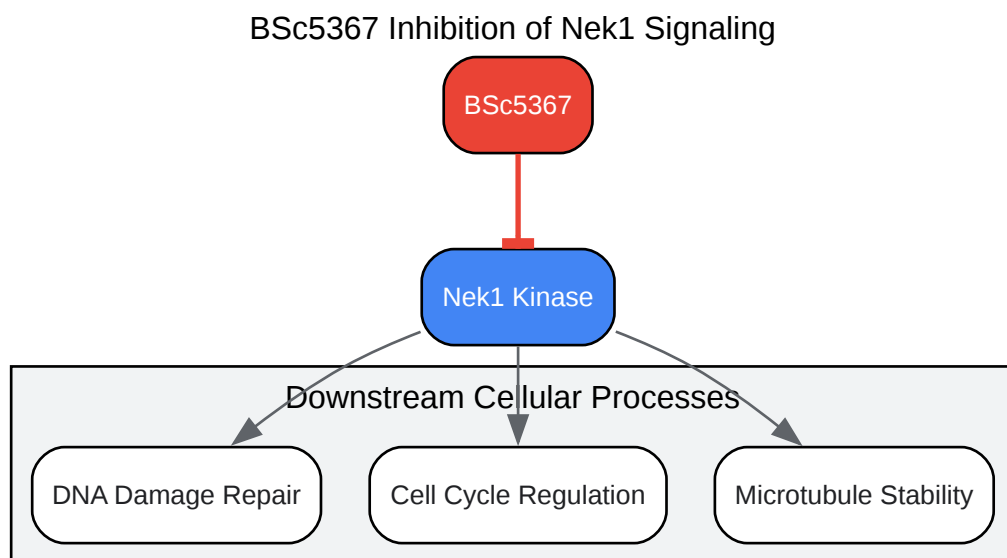 BSc5367 Inhibition of Nek1 Signaling
BSc5367
Nek1 Kinase
Downstream Cellular Processes
DNA Damage Repair
Cell Cycle Regulation
Microtubule Stability